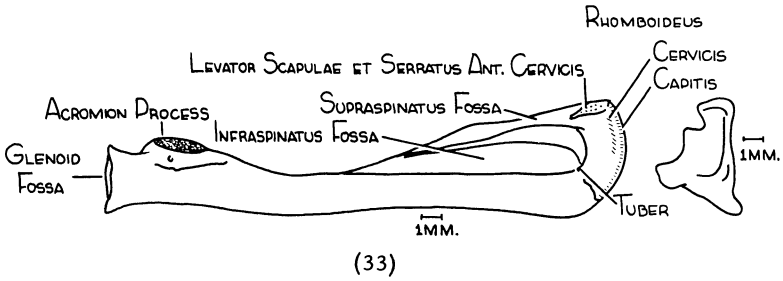 RHOMBOIDEUS
CERVICIS
CAPITIS
LEVATOR SCAPULAE ET SERRATUS ANT. CERVICIS
SUPRASPINATUS FOSSA
ACROMION PROCESS
INFRASPINATUS FOSSA
GLENOID
FOSSA
1MM.
TUBER
1MM.
(33)